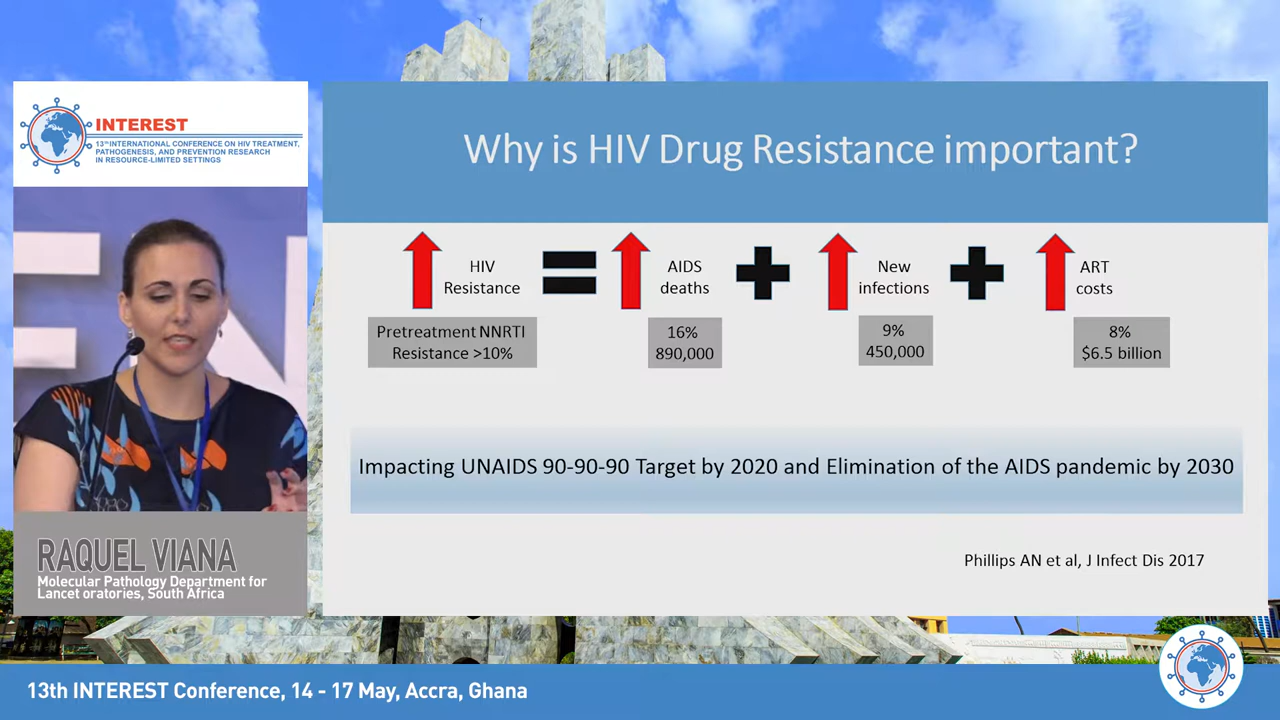 INTEREST
13th INTERNATIONAL CONFERENCE ON HIV TREATMENT,
PATHOGENESIS, AND PREVENTION RESEARCH
IN RESOURCE-LIMITED SETTINGS
EN
RAQUEL VIANA
Molecular Pathology Department for
Lancet oratories, South Africa
Why is HIV Drug Resistance important?
HIV
Resistance
Pretreatment NNRTI
Resistance >10%
=
AIDS
deaths
16%
890,000
+
New
infections
9%
450,000
+
ART
costs
8%
$6.5 billion
Impacting UNAIDS 90-90-90 Target by 2020 and Elimination of the AIDS pandemic by 2030
Phillips AN et al, J Infect Dis 2017
13th INTEREST Conference, 14 - 17 May, Accra, Ghana